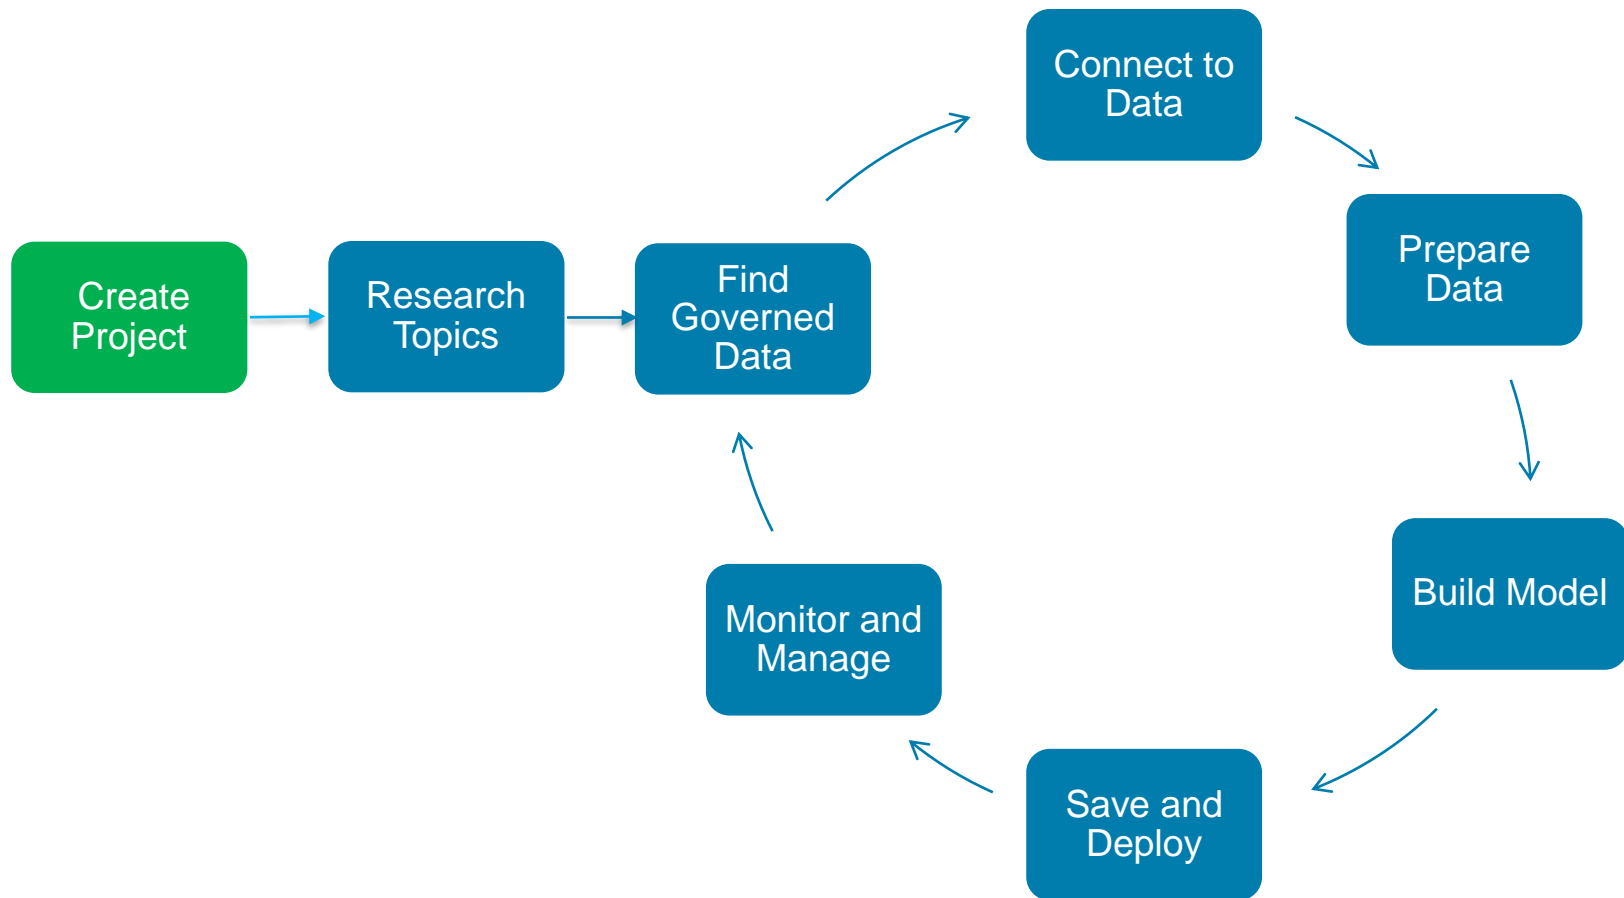 Create
Project
Research
Topics
Find
Governed
Data
Connect to
Data
Prepare
Data
Build Model
Save and
Deploy
Monitor and
Manage